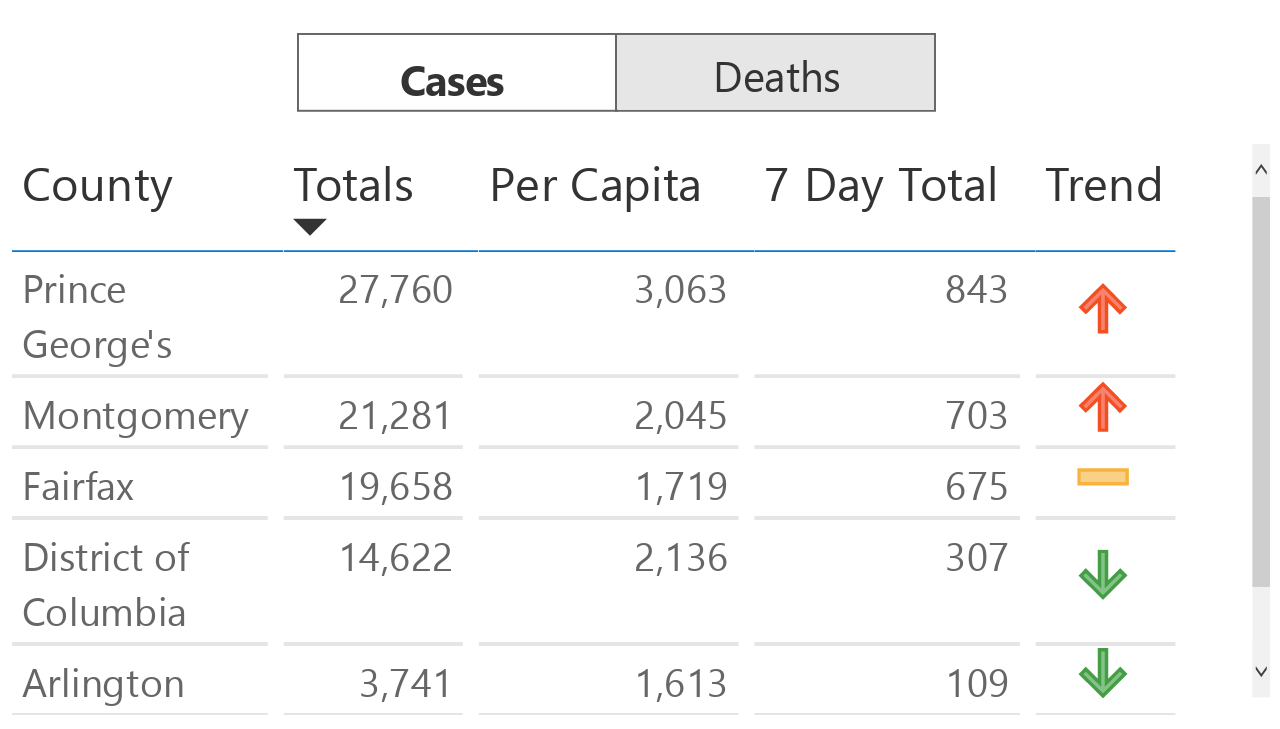 Cases Deaths
County Totals Per Capita 7 Day Total Trend
Prince 27,760 3,063 843
George's
Montgomery 21,281 2,045 703
Fairfax 19,658 1,719 675
District of 14,622 2,136 307
Columbia
Arlington 3,741 1,613 109